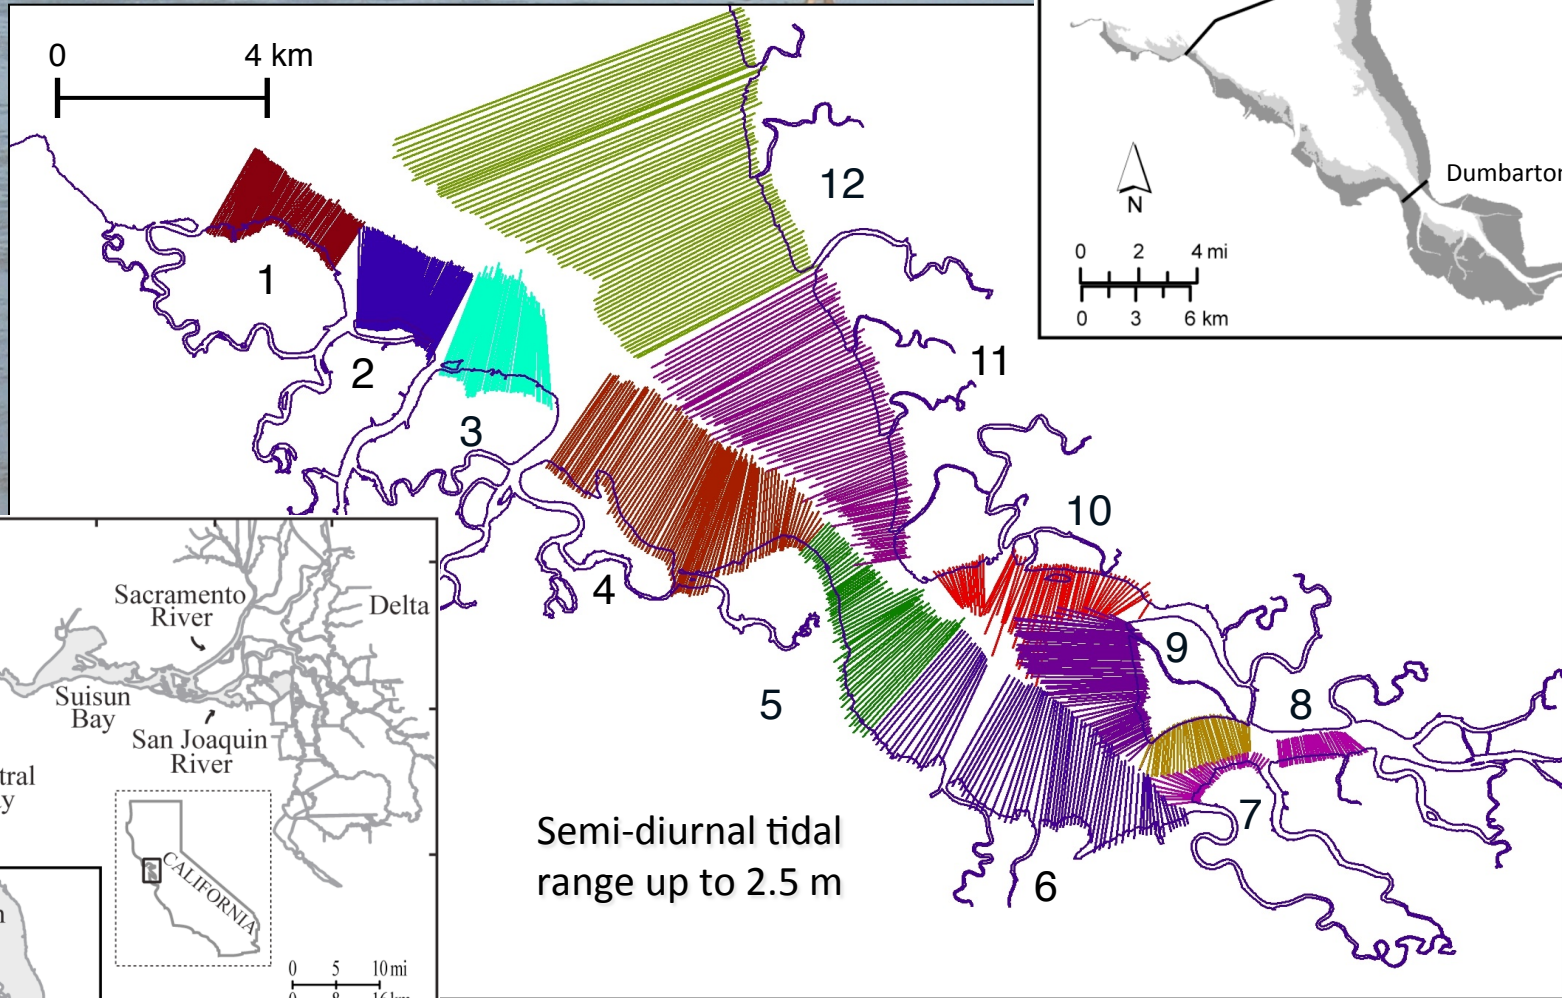 0 4 km
1
2
3
4
5
6
7
8
9
10
11
12
Semi-diurnal tidal
range up to 2.5 m
Dumbarton
N
0 2 4 mi
0 3 6 km
Sacramento
River
Delta
Suisun
Bay
San Joaquin
River
CALIFORNIA
0 5 10 mi